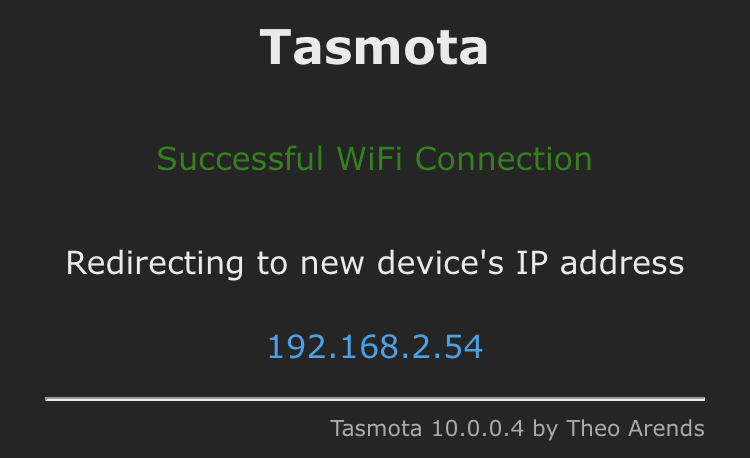 Tasmota
Successful WiFi Connection
Redirecting to new device's IP address
192.168.2.54
Tasmota 10.0.0.4 by Theo Arends